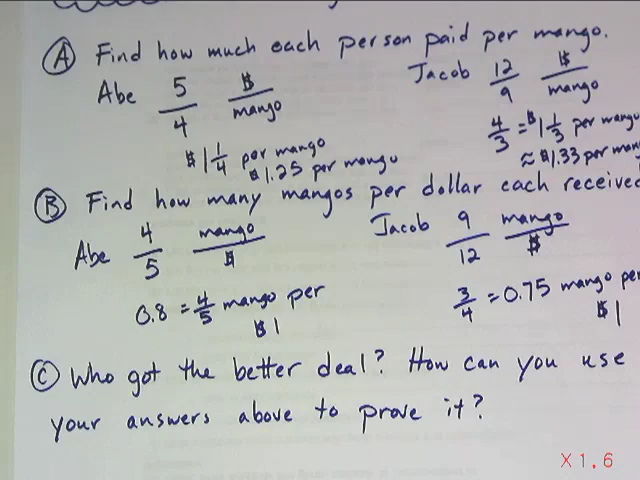 A Find how much each person paid per mango.
Abe 5/4 $/mango Jacob 12/9 $/mango
$1 1/4 per mango 4/3 = $1 1/3 per mango
$1.25 per mango ≈ $1.33 per man
B Find how many mangos per dollar each received
Abe 4/5 mango/$ Jacob 9/12 mango/$
0.8 = 4/5 mango per $1 3/4 = 0.75 mango per $1
C Who got the better deal? How can you use
your answers above to prove it?
X1.6